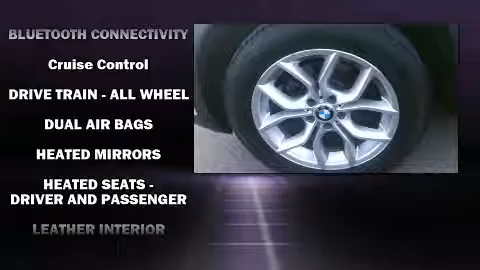 BLUETOOTH CONNECTIVITY
Cruise Control
DRIVE TRAIN - ALL WHEEL
DUAL AIR BAGS
HEATED MIRRORS
HEATED SEATS -
DRIVER AND PASSENGER
LEATHER INTERIOR